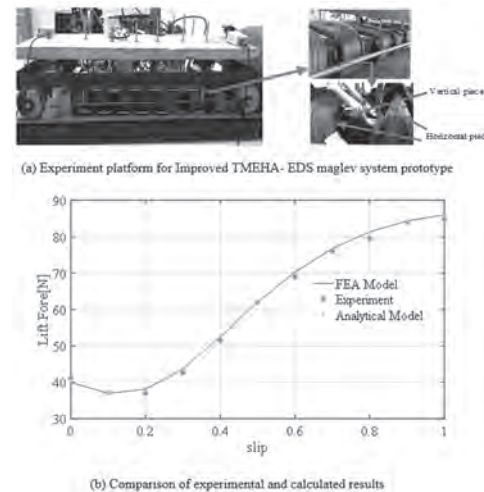 Vertical piece
Horizontal piece
(a) Experiment platform for Improved TMEHA- EDS maglev system prototype
90
80
70
60
50
40
30
Lift Fore[N]
FEA Model
Experiment
Analytical Model
0 0.2 0.4 0.6 0.8 1
slip
(b) Comparison of experimental and calculated results